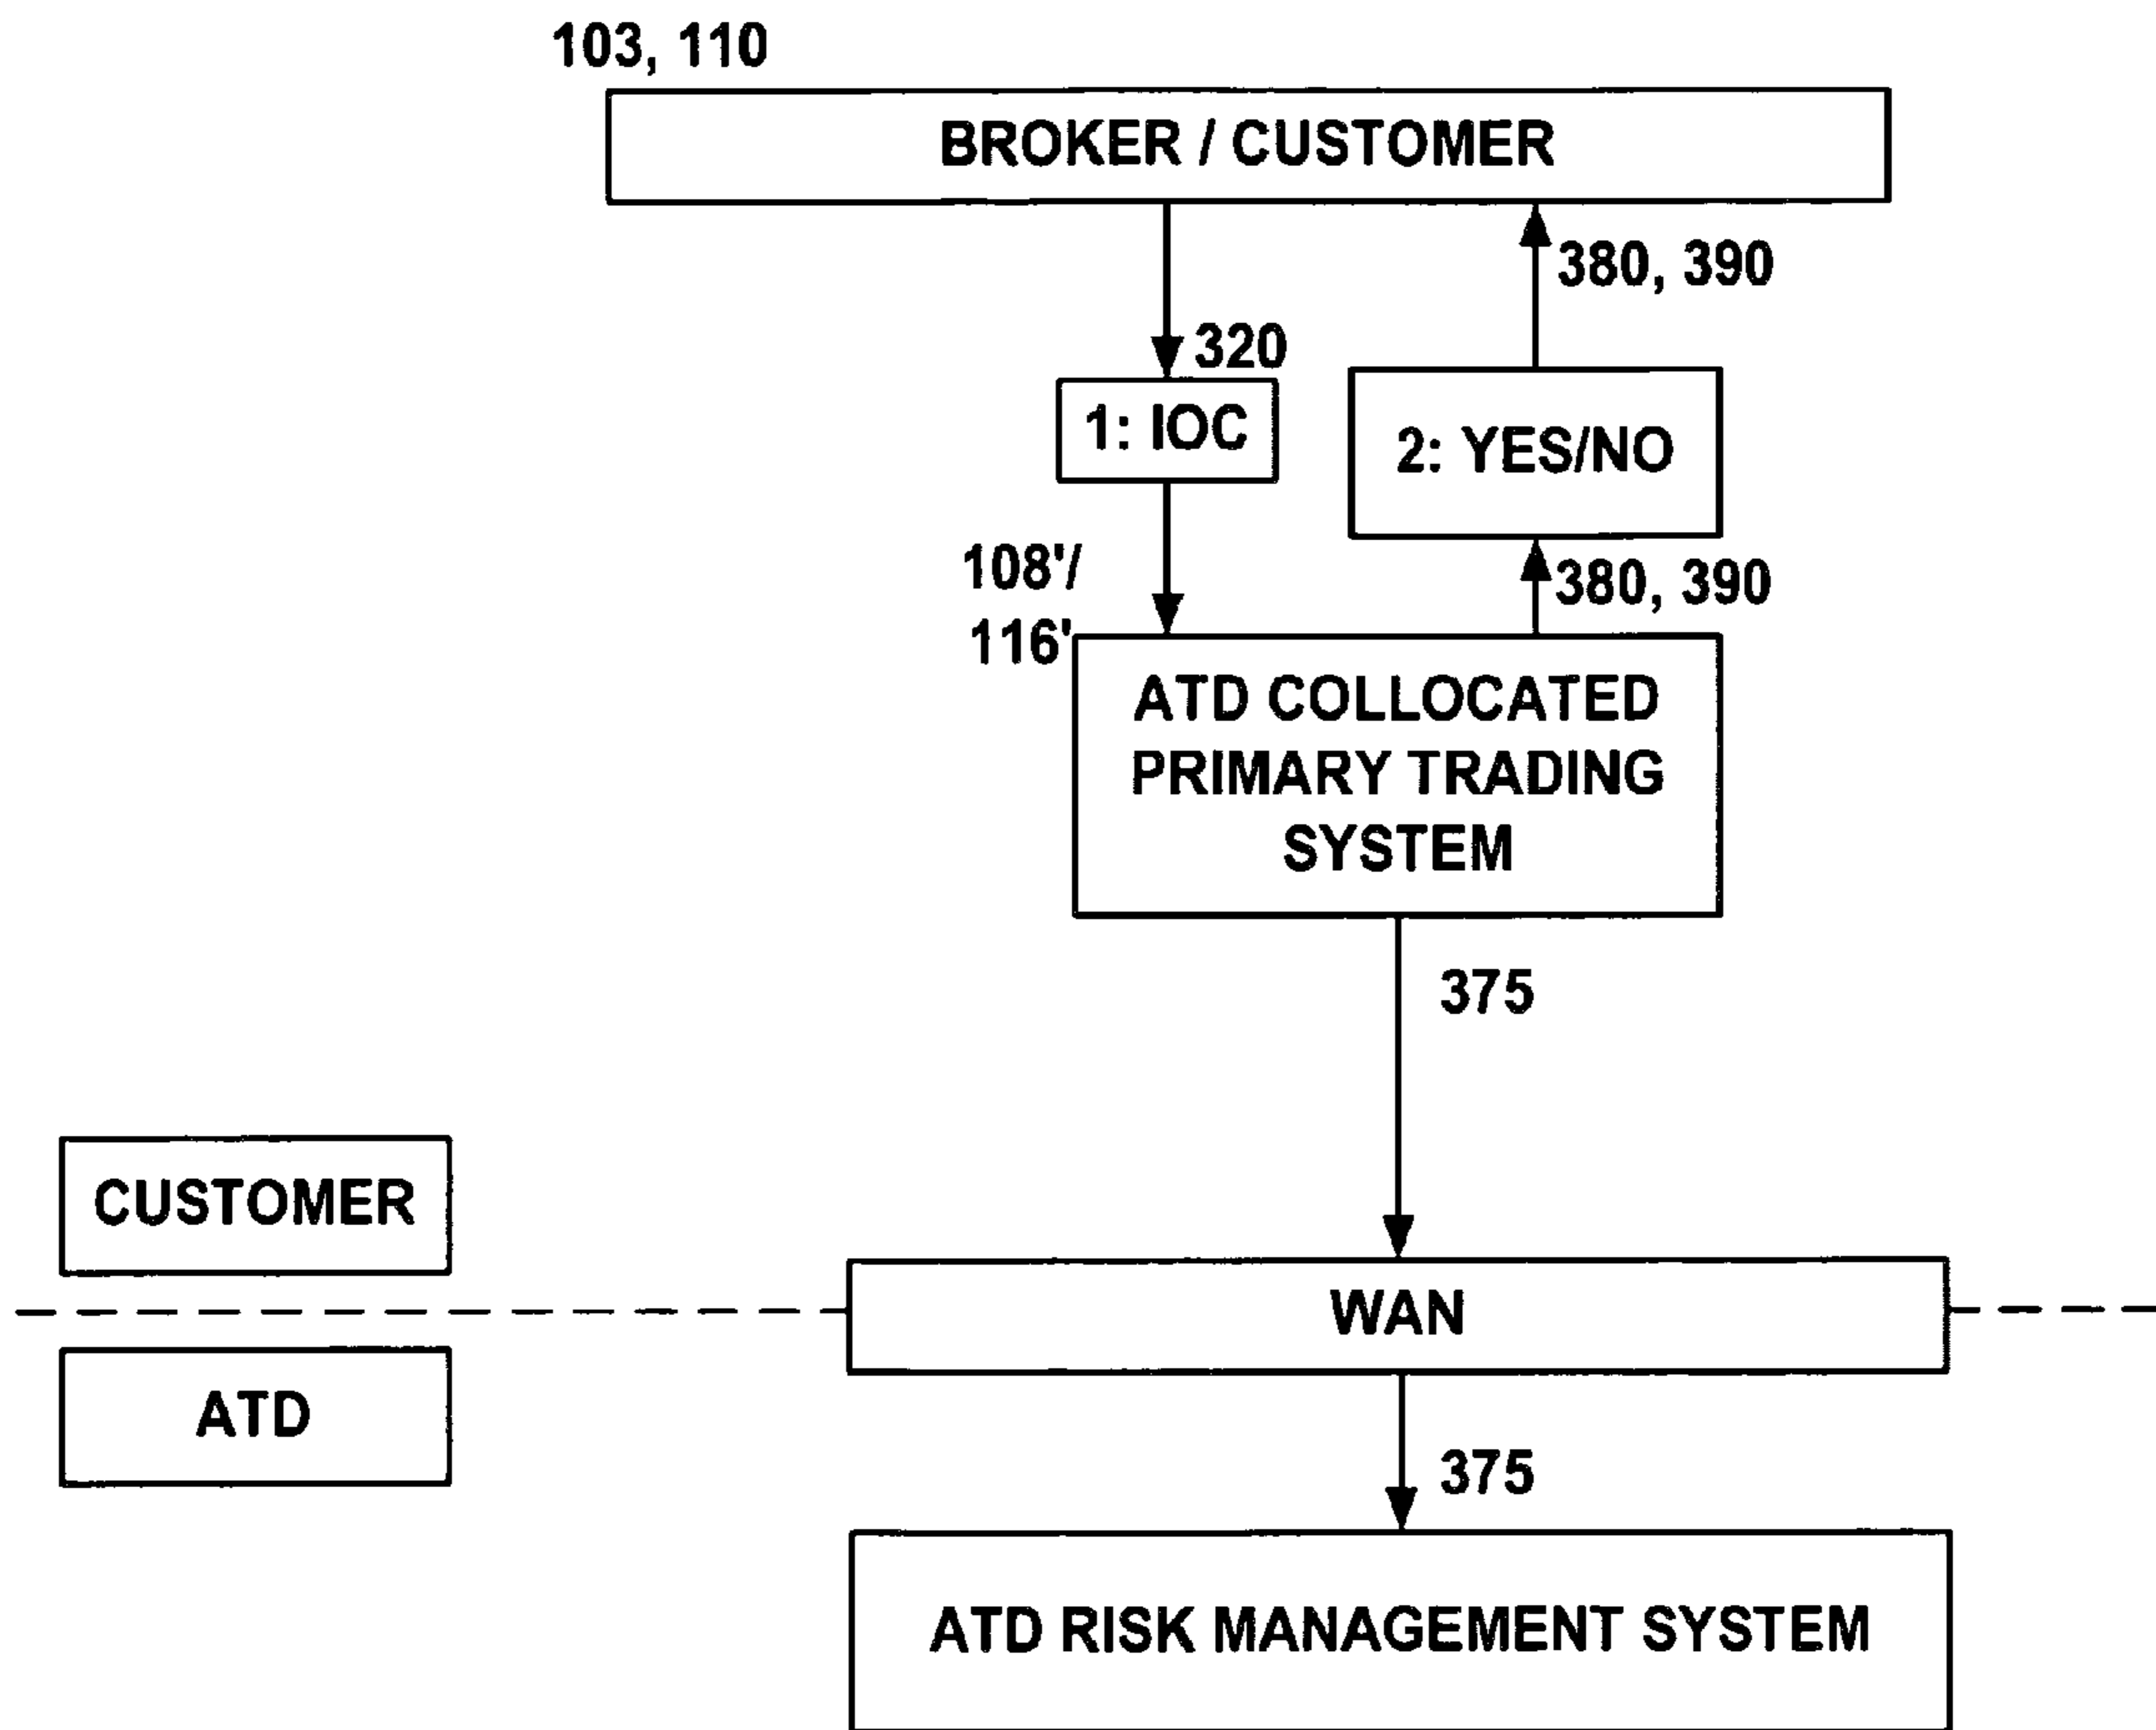 103, 110
BROKER / CUSTOMER
380, 390
320
1: IOC
2: YES/NO
108'/
116'
380, 390
ATD COLLOCATED
PRIMARY TRADING
SYSTEM
375
CUSTOMER
WAN
ATD
375
ATD RISK MANAGEMENT SYSTEM